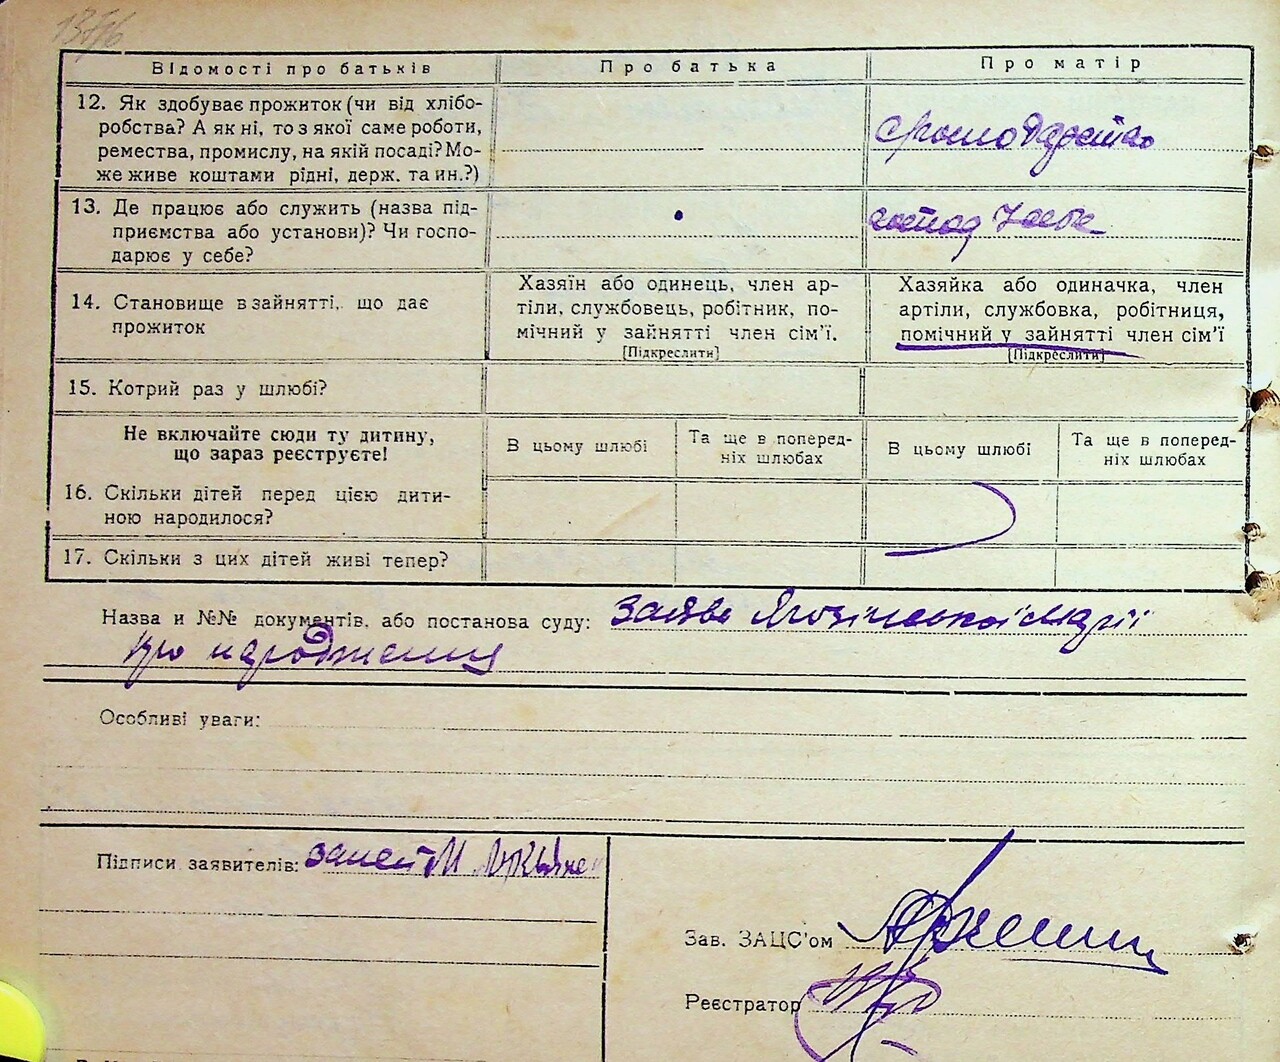 1376
Відомості про батьків
Про батька
Про матір
12. Як здобуває прожиток (чи від хлібо-
робства? А як ні, то з якої саме роботи,
ремества, промислу, на якій посаді? Мо-
же живе коштами рідні, держ. та ин.?)
13. Де працює або служить (назва під-
приємства або установи)? Чи госпо-
дарює у себе?
14. Становище в зайнятті, що дає
прожиток
Хазяїн або одинець, член ар-
тіли, службовець, робітник, по-
мічний у зайнятті член сім'ї.
[Підкреслити]
Хазяйка або одиначка, член
артіли, службовка, робітниця,
помічний у зайнятті член сім'ї
[Підкреслити]
15. Котрий раз у шлюбі?
Не включайте сюди ту дитину,
що зараз реєструєте!
В цьому шлюбі
Та ще в поперед-
ніх шлюбах
В цьому шлюбі
Та ще в поперед-
ніх шлюбах
16. Скільки дітей перед цією дити-
ною народилося?
17. Скільки з цих дітей живі тепер?
Назва и №№ документів, або постанова суду: Заява Марії
про народження
Особливі уваги:
Підписи заявителів:
Зав. ЗАЦС'ом
Реєстратор